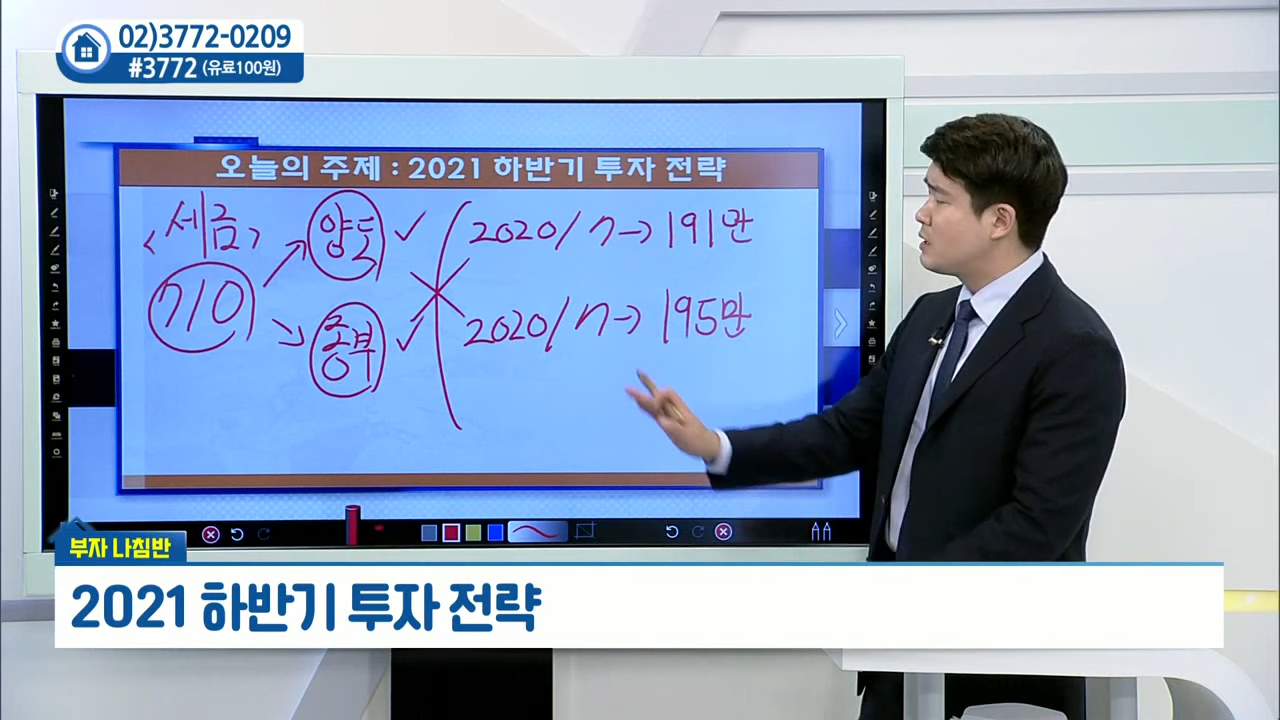 02)3772-0209
#3772 (유료100원)
오늘의 주제 : 2021 하반기 투자 전략
<세금>
710
양도
종부
2020/7→191만
2020/7→195만
부자 나침반
2021 하반기 투자 전략